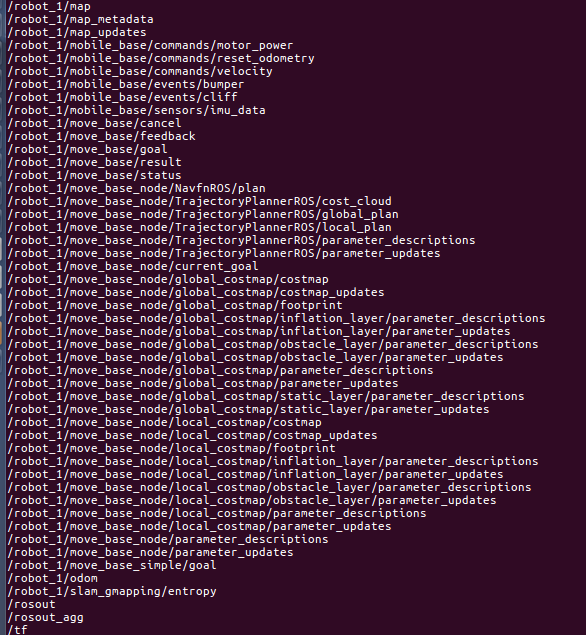 /robot_1/map
/robot_1/map_metadata
/robot_1/map_updates
/robot_1/mobile_base/commands/motor_power
/robot_1/mobile_base/commands/reset_odometry
/robot_1/mobile_base/commands/velocity
/robot_1/mobile_base/events/bumper
/robot_1/mobile_base/events/cliff
/robot_1/mobile_base/sensors/imu_data
/robot_1/move_base/cancel
/robot_1/move_base/feedback
/robot_1/move_base/goal
/robot_1/move_base/result
/robot_1/move_base/status
/robot_1/move_base_node/NavfnROS/plan
/robot_1/move_base_node/TrajectoryPlannerROS/cost_cloud
/robot_1/move_base_node/TrajectoryPlannerROS/global_plan
/robot_1/move_base_node/TrajectoryPlannerROS/local_plan
/robot_1/move_base_node/TrajectoryPlannerROS/parameter_descriptions
/robot_1/move_base_node/TrajectoryPlannerROS/parameter_updates
/robot_1/move_base_node/current_goal
/robot_1/move_base_node/global_costmap/costmap
/robot_1/move_base_node/global_costmap/costmap_updates
/robot_1/move_base_node/global_costmap/footprint
/robot_1/move_base_node/global_costmap/inflation_layer/parameter_descriptions
/robot_1/move_base_node/global_costmap/inflation_layer/parameter_updates
/robot_1/move_base_node/global_costmap/obstacle_layer/parameter_descriptions
/robot_1/move_base_node/global_costmap/obstacle_layer/parameter_updates
/robot_1/move_base_node/global_costmap/parameter_descriptions
/robot_1/move_base_node/global_costmap/parameter_updates
/robot_1/move_base_node/global_costmap/static_layer/parameter_descriptions
/robot_1/move_base_node/global_costmap/static_layer/parameter_updates
/robot_1/move_base_node/local_costmap/costmap
/robot_1/move_base_node/local_costmap/costmap_updates
/robot_1/move_base_node/local_costmap/footprint
/robot_1/move_base_node/local_costmap/inflation_layer/parameter_descriptions
/robot_1/move_base_node/local_costmap/inflation_layer/parameter_updates
/robot_1/move_base_node/local_costmap/obstacle_layer/parameter_descriptions
/robot_1/move_base_node/local_costmap/obstacle_layer/parameter_updates
/robot_1/move_base_node/local_costmap/parameter_descriptions
/robot_1/move_base_node/local_costmap/parameter_updates
/robot_1/move_base_node/parameter_descriptions
/robot_1/move_base_node/parameter_updates
/robot_1/move_base_simple/goal
/robot_1/odom
/robot_1/slam_gmapping/entropy
/rosout
/rosout_agg
/tf